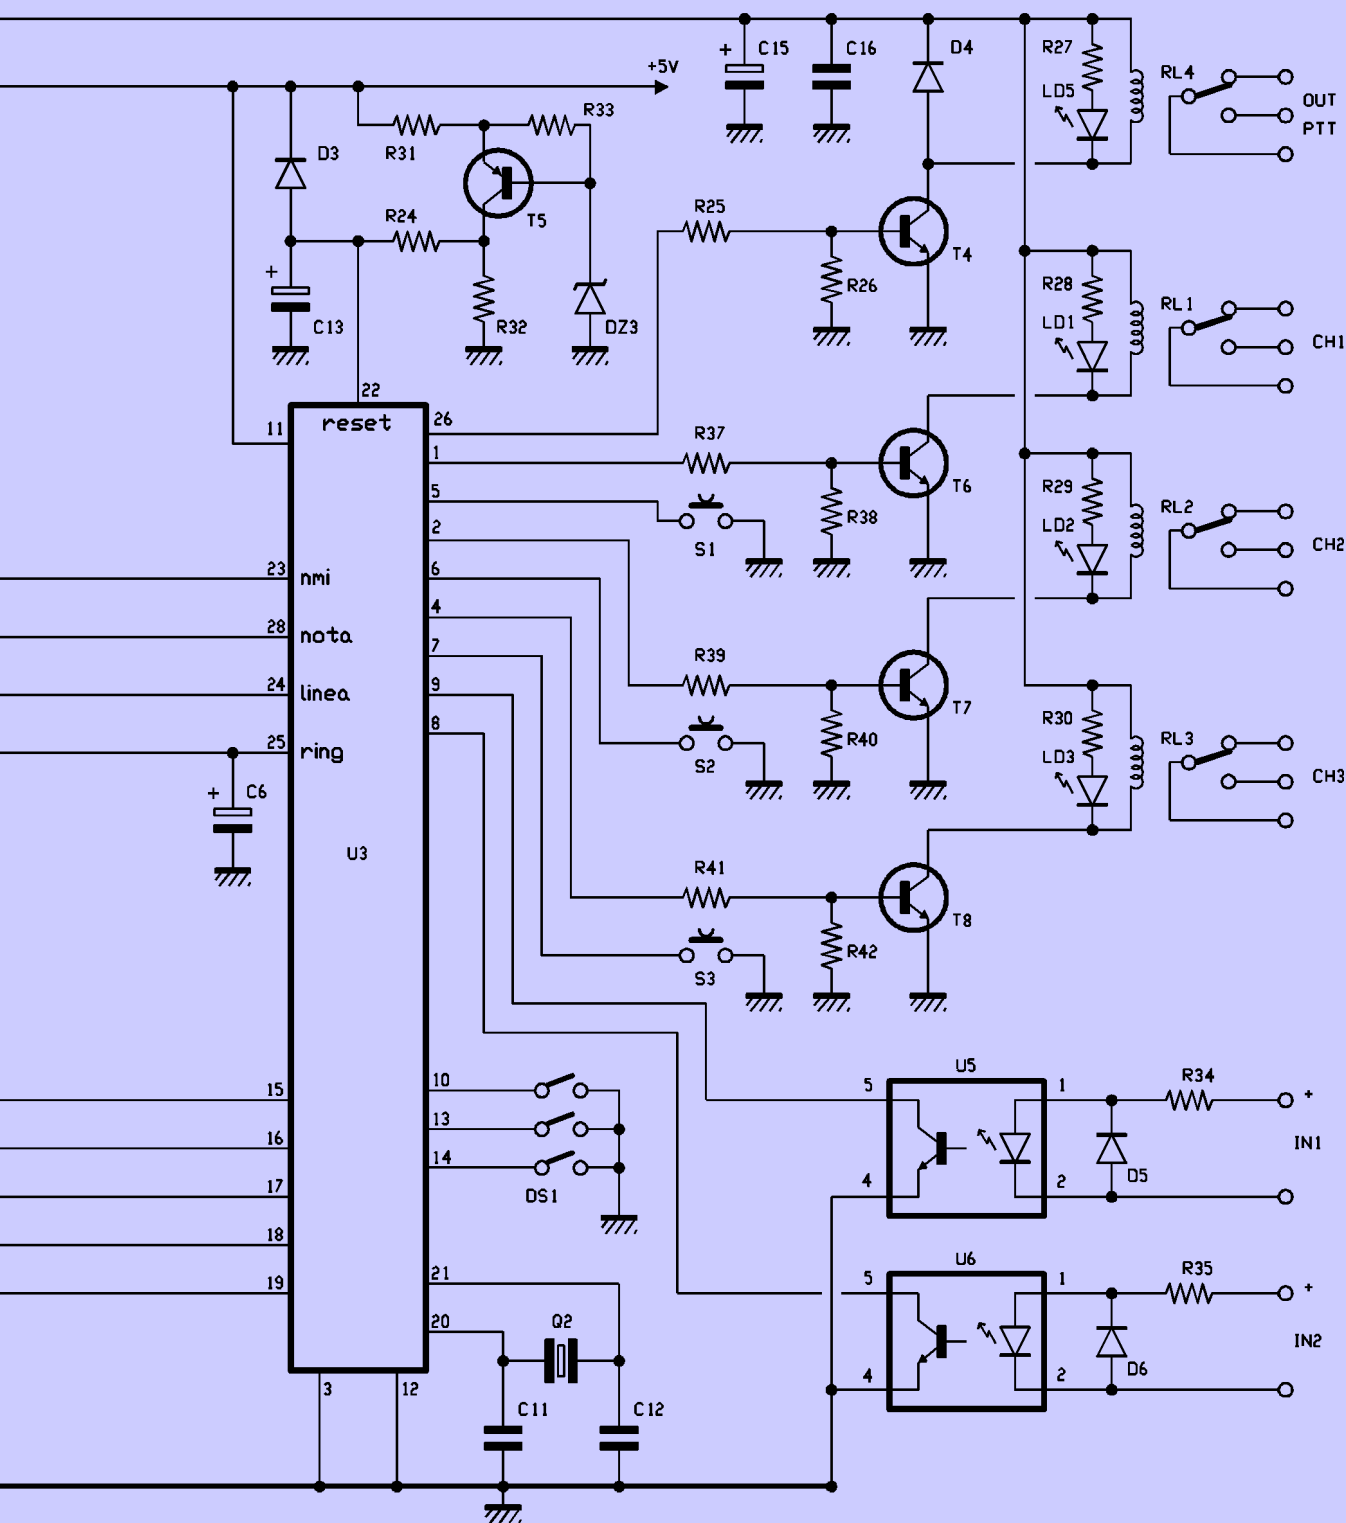 + C15 C16 D4 R27 RL4
+5V LD5 OUT
R33 PTT
D3 R31 T5
R24 R25 T4
+ C13 R32 DZ3 R26
R28 RL1
LD1 CH1
22
reset
11 26 R37
1 T6
5 R38
S1
2
R29 RL2
LD2 CH2
23 nmi 6
4
28 nota 7 R39
24 linea 9 T7
25 ring 8 R40
S2
R30 RL3
LD3 CH3
+ C6
U3
R41 T8
R42
S3
15 10
16 13
17 14
DS1
18
19 21
20 Q2
3 12 C11 C12
U5
5 1 R34 +
IN1
4 2 D5
U6
5 1 R35 +
IN2
4 2 D6